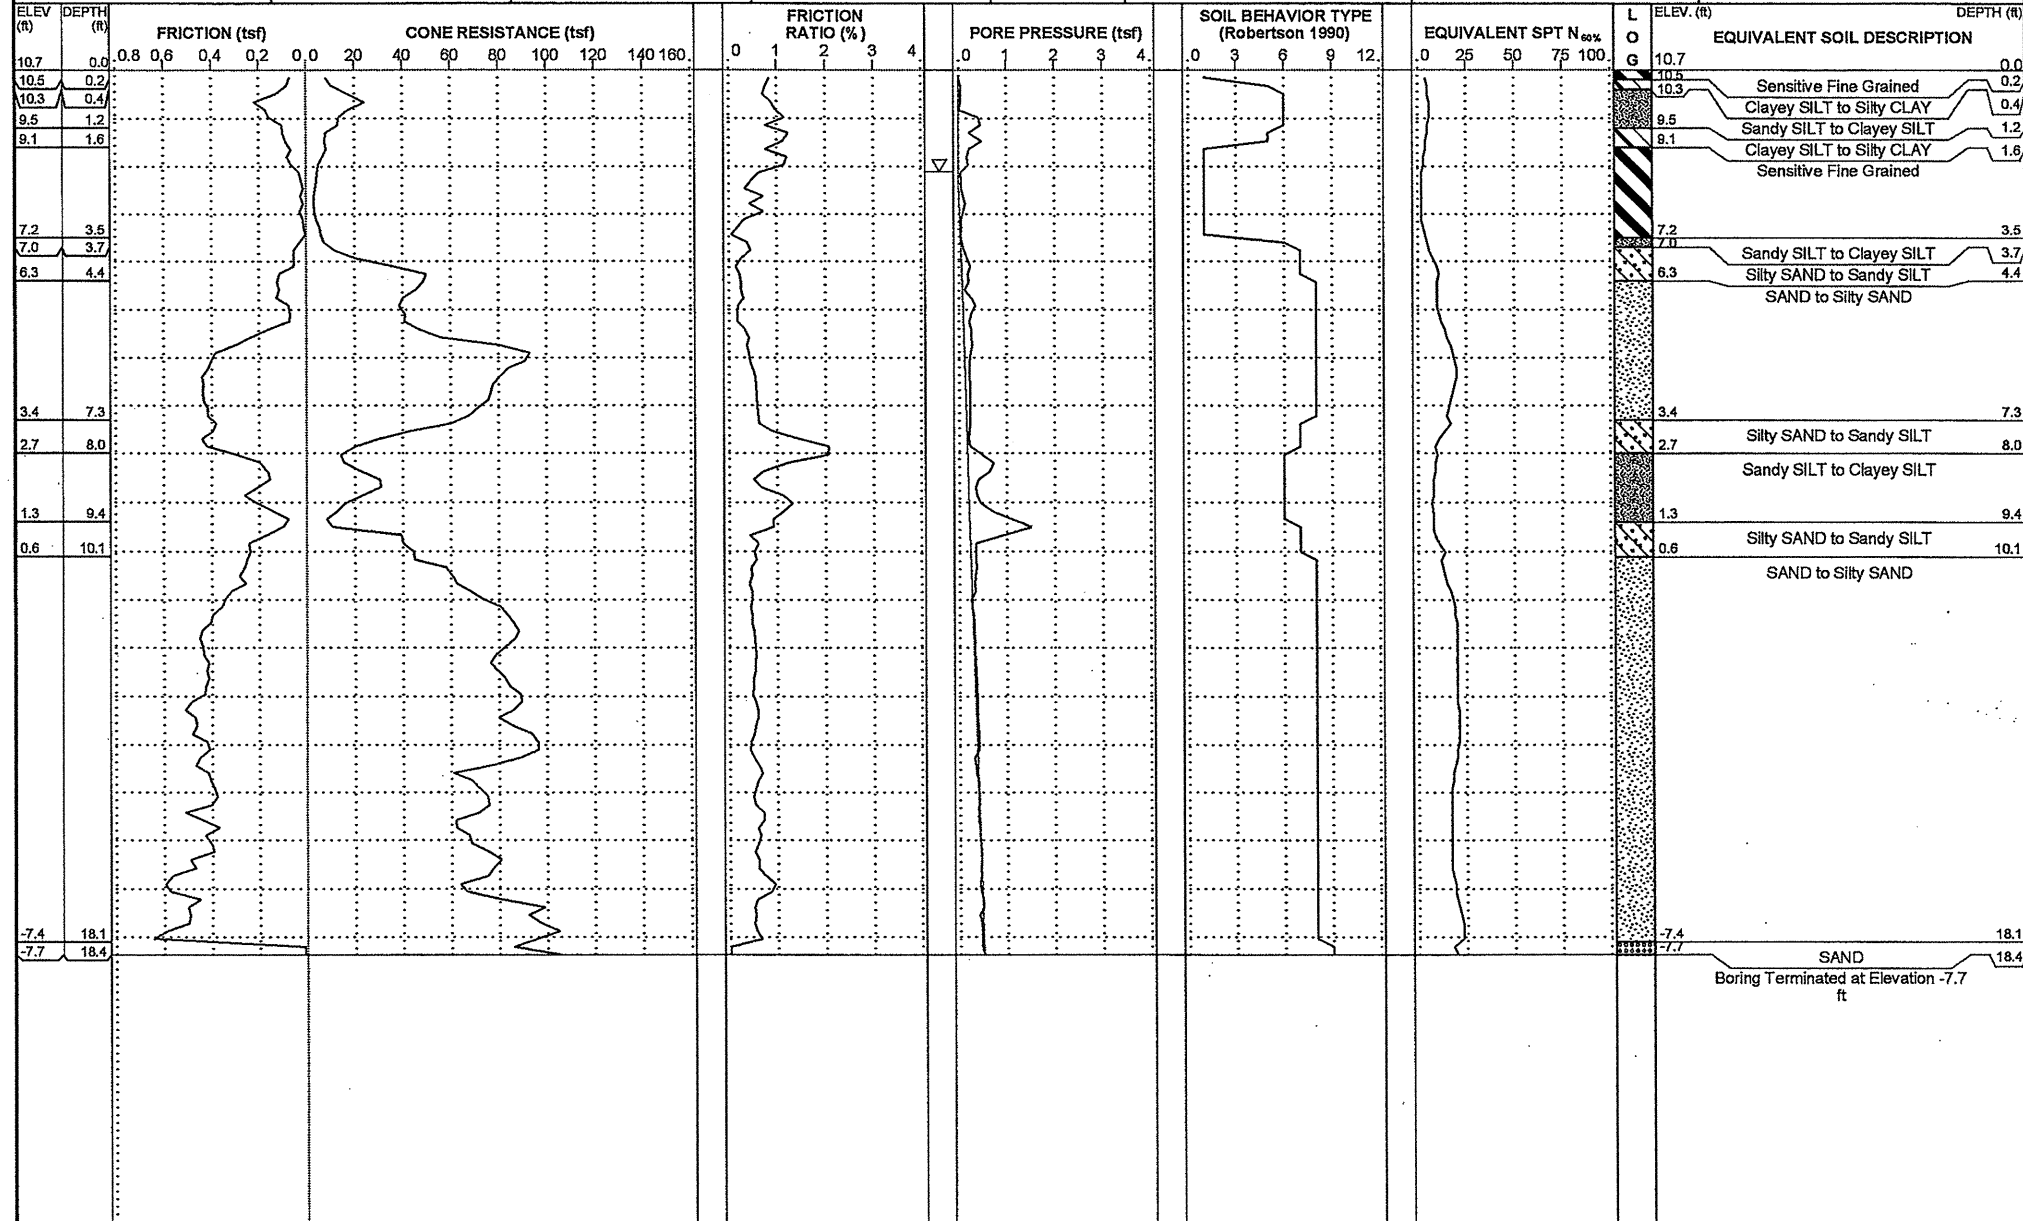 ELEV (ft)
DEPTH (ft)
FRICTION (tsf)
CONE RESISTANCE (tsf)
FRICTION RATIO (%)
PORE PRESSURE (tsf)
SOIL BEHAVIOR TYPE (Robertson 1990)
EQUIVALENT SPT N60%
LOG
ELEV. (ft)
DEPTH (ft)
EQUIVALENT SOIL DESCRIPTION
0.8 0.6 0.4 0.2 0
0 20 40 60 80 100 120 140 160
0 1 2 3 4
0 1 2 3 4
0 3 6 9 12
0 25 50 75 100
10.7 0.0
10.5 0.2
10.3 0.4
9.5 1.2
9.1 1.6
7.2 3.5
7.0 3.7
6.3 4.4
3.4 7.3
2.7 8.0
1.3 9.4
0.6 10.1
-7.4 18.1
-7.7 18.4
10.7 0.0
10.5 Sensitive Fine Grained 0.2
10.3 Clayey SILT to Silty CLAY 0.4
9.5 Sandy SILT to Clayey SILT 1.2
9.1 Clayey SILT to Silty CLAY 1.6
Sensitive Fine Grained
7.2 3.5
7.0 Sandy SILT to Clayey SILT 3.7
6.3 Silty SAND to Sandy SILT 4.4
SAND to Silty SAND
3.4 7.3
Silty SAND to Sandy SILT
2.7 8.0
Sandy SILT to Clayey SILT
1.3 9.4
Silty SAND to Sandy SILT
0.6 10.1
SAND to Silty SAND
-7.4 18.1
-7.7 SAND 18.4
Boring Terminated at Elevation -7.7
ft